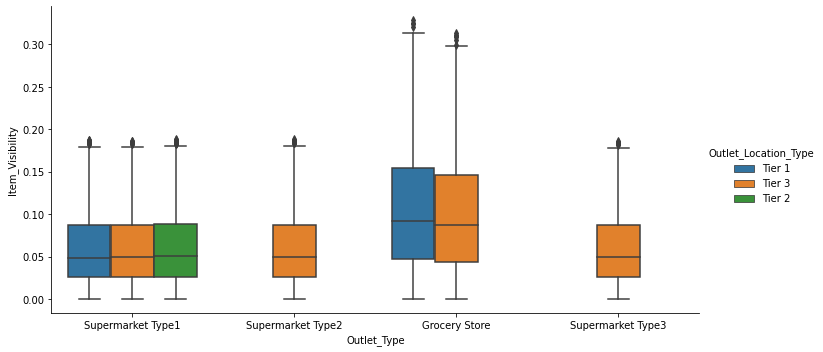 0.30
0.25
0.20
0.15
0.10
0.05
0.00
Item_Visibility
Supermarket Type1
Supermarket Type2
Grocery Store
Supermarket Type3
Outlet_Type
Outlet_Location_Type
Tier 1
Tier 3
Tier 2